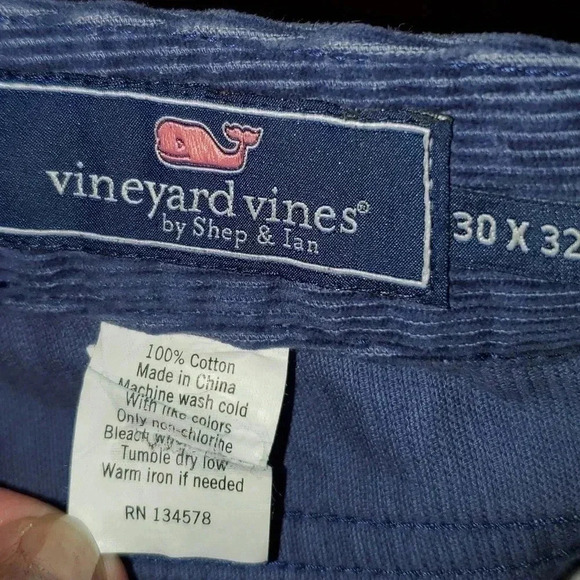 vineyard vines®
by Shep & Ian
30 X 32
100% Cotton
Made in China
Machine wash cold
With like colors
Only non-chlorine
Bleach
Tumble dry low
Warm iron if needed
RN 134578